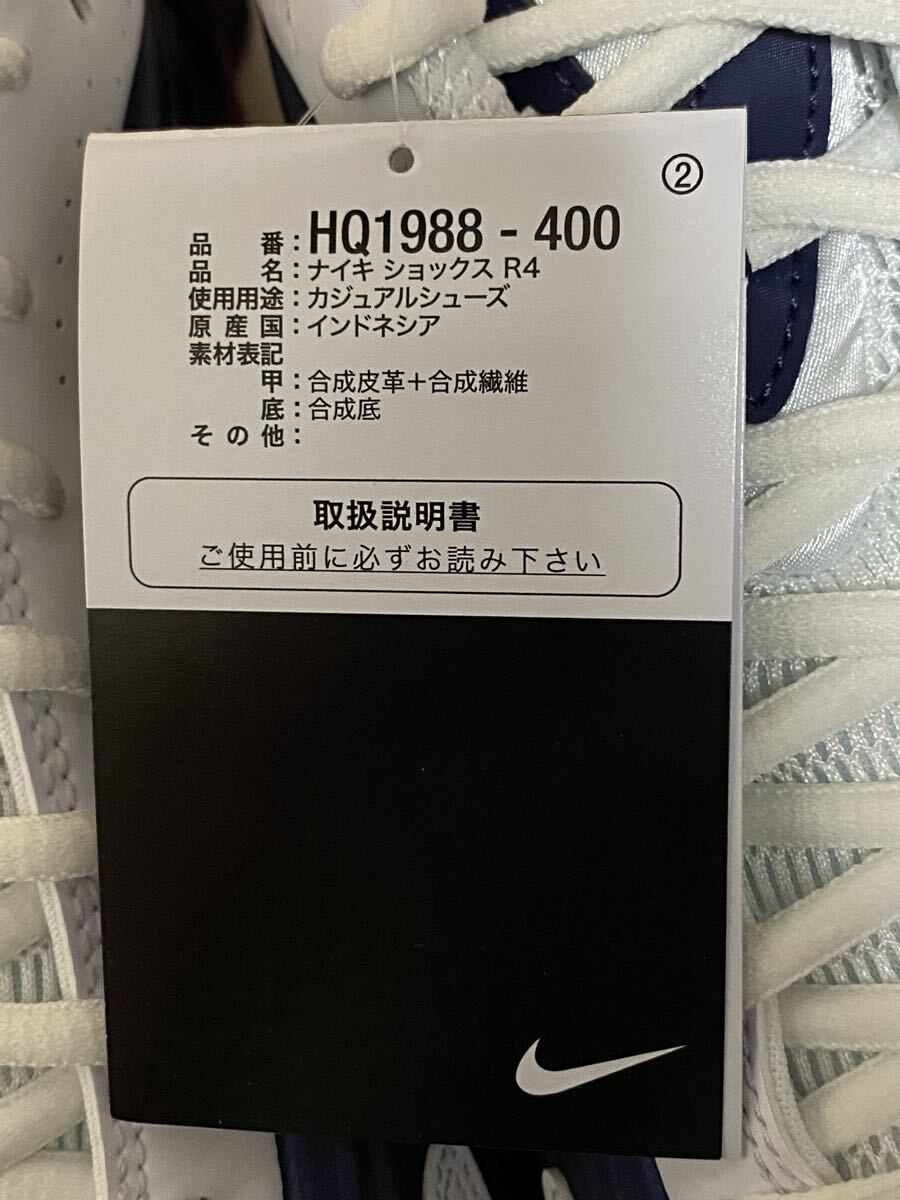 ②
品番：HQ1988 - 400
品名：ナイキ ショックス R4
使用用途：カジュアルシューズ
原産国：インドネシア
素材表記
甲：合成皮革＋合成繊維
底：合成底
その他：
取扱説明書
ご使用前に必ずお読み下さい